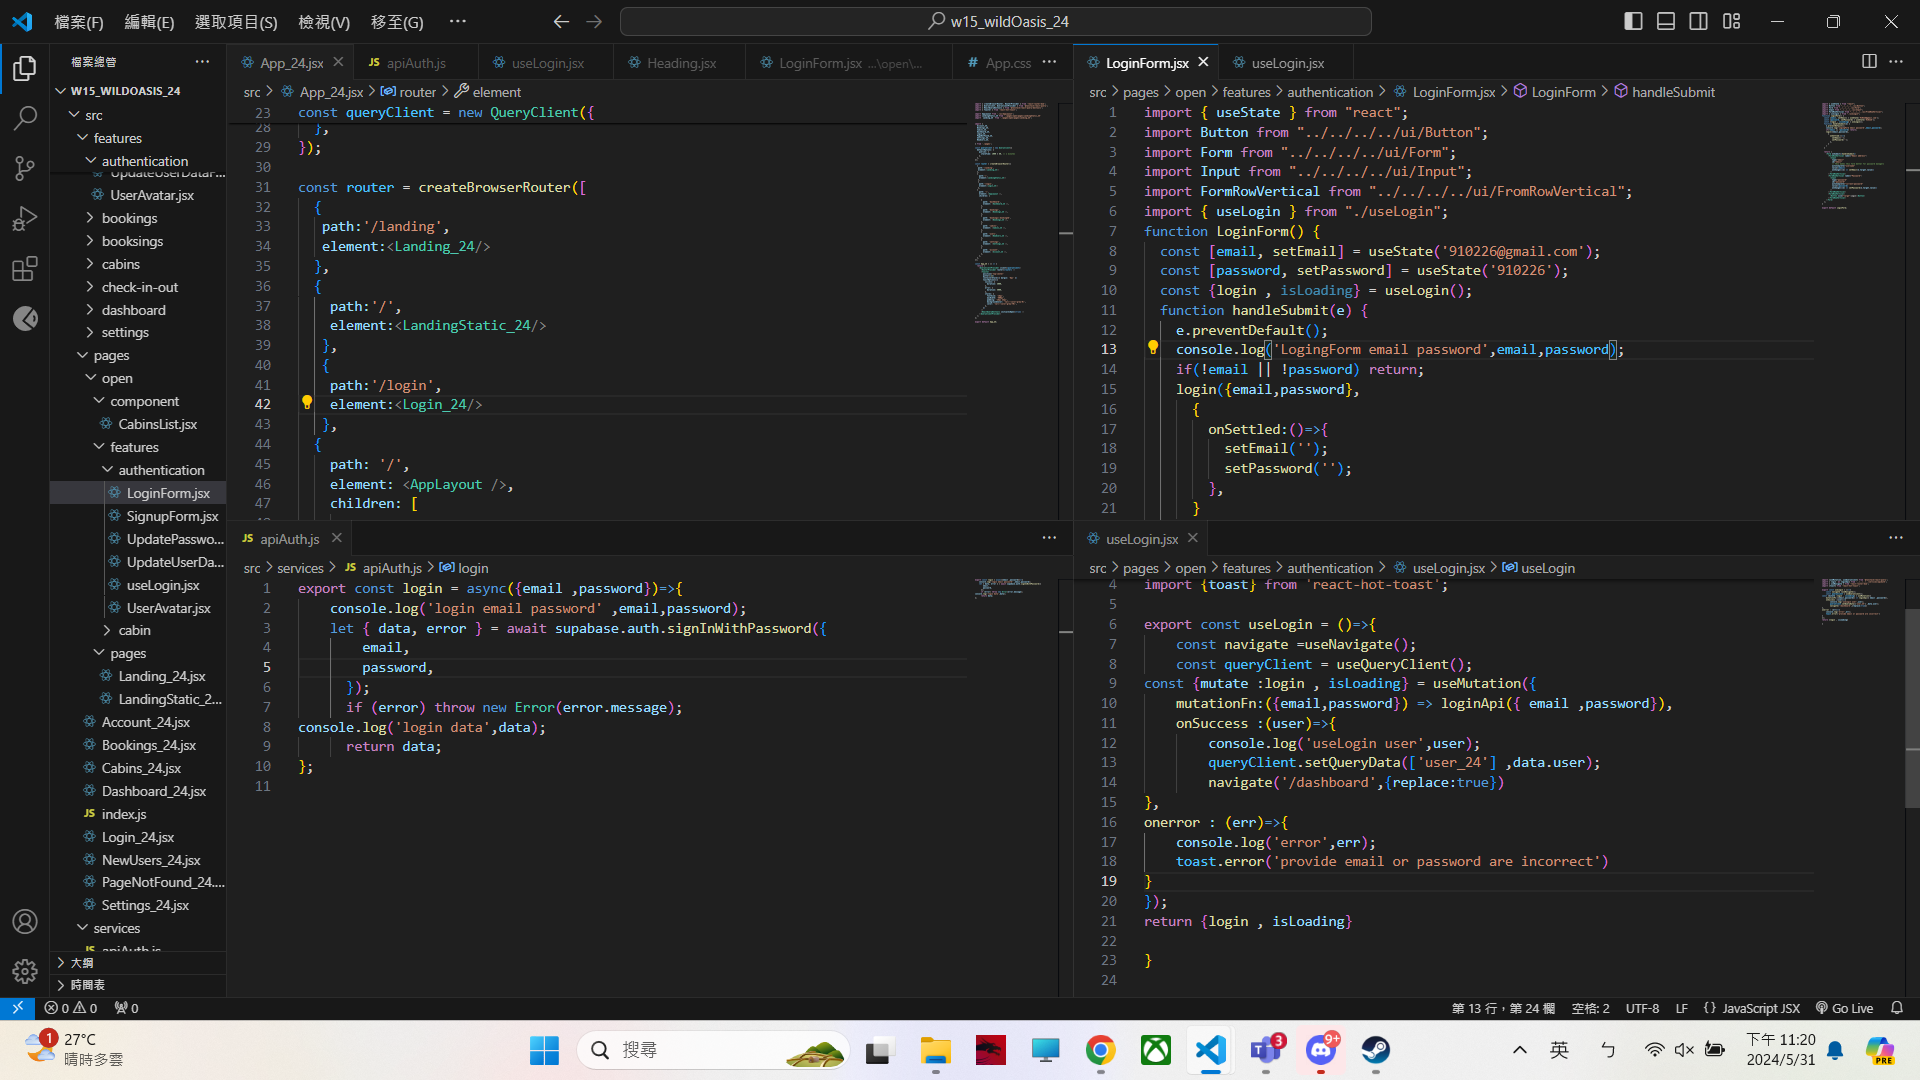 檔案(F) 編輯(E) 選取項目(S) 檢視(V) 移至(G) ··· w15_wildOasis_24
檔案總管 ···
W15_WILDOASIS_24
src
features
authentication
UpdateUserDataF...
UserAvatar.jsx
bookings
booksings
cabins
check-in-out
dashboard
settings
pages
open
component
CabinsList.jsx
features
authentication
LoginForm.jsx
SignupForm.jsx
UpdatePasswo...
UpdateUserDa...
useLogin.jsx
UserAvatar.jsx
cabin
pages
Landing_24.jsx
LandingStatic_2...
Account_24.jsx
Bookings_24.jsx
Cabins_24.jsx
Dashboard_24.jsx
JS index.js
Login_24.jsx
NewUsers_24.jsx
PageNotFound_24....
Settings_24.jsx
services
JS apiAuth.js
大綱
時間表
App_24.jsx JS apiAuth.js useLogin.jsx Heading.jsx LoginForm.jsx ...\open\... # App.css ···
src > App_24.jsx > router > element
23 const queryClient = new QueryClient({
28 },
29 });
30
31 const router = createBrowserRouter([
32 {
33 path:'/landing',
34 element:<Landing_24/>
35 },
36 {
37 path:'/',
38 element:<LandingStatic_24/>
39 },
40 {
41 path:'/login',
42 element:<Login_24/>
43 },
44 {
45 path: '/',
46 element: <AppLayout />,
47 children: [
LoginForm.jsx useLogin.jsx ···
src > pages > open > features > authentication > LoginForm.jsx > LoginForm > handleSubmit
1 import { useState } from "react";
2 import Button from "../../../../ui/Button";
3 import Form from "../../../../ui/Form";
4 import Input from "../../../../ui/Input";
5 import FormRowVertical from "../../../../ui/FromRowVertical";
6 import { useLogin } from "./useLogin";
7 function LoginForm() {
8 const [email, setEmail] = useState('910226@gmail.com');
9 const [password, setPassword] = useState('910226');
10 const {login , isLoading} = useLogin();
11 function handleSubmit(e) {
12 e.preventDefault();
13 console.log('LogingForm email password',email,password);
14 if(!email || !password) return;
15 login({email,password},
16 {
17 onSettled:()=>{
18 setEmail('');
19 setPassword('');
20 },
21 }
JS apiAuth.js ···
src > services > JS apiAuth.js > login
1 export const login = async({email ,password})=>{
2 console.log('login email password' ,email,password);
3 let { data, error } = await supabase.auth.signInWithPassword({
4 email,
5 password,
6 });
7 if (error) throw new Error(error.message);
8 console.log('login data',data);
9 return data;
10 };
11
useLogin.jsx ···
src > pages > open > features > authentication > useLogin.jsx > useLogin
4 import {toast} from 'react-hot-toast';
5
6 export const useLogin = ()=>{
7 const navigate =useNavigate();
8 const queryClient = useQueryClient();
9 const {mutate :login , isLoading} = useMutation({
10 mutationFn:({email,password}) => loginApi({ email ,password}),
11 onSuccess :(user)=>{
12 console.log('useLogin user',user);
13 queryClient.setQueryData(['user_24'] ,data.user);
14 navigate('/dashboard',{replace:true})
15 },
16 onerror : (err)=>{
17 console.log('error',err);
18 toast.error('provide email or password are incorrect')
19 }
20 });
21 return {login , isLoading}
22
23 }
24
0 0 0
第 13 行，第 24 欄 空格: 2 UTF-8 LF {} JavaScript JSX Go Live
1 27°C
晴時多雲
搜尋
3 9+
英 ㄅ
下午 11:20
2024/5/31
PRE